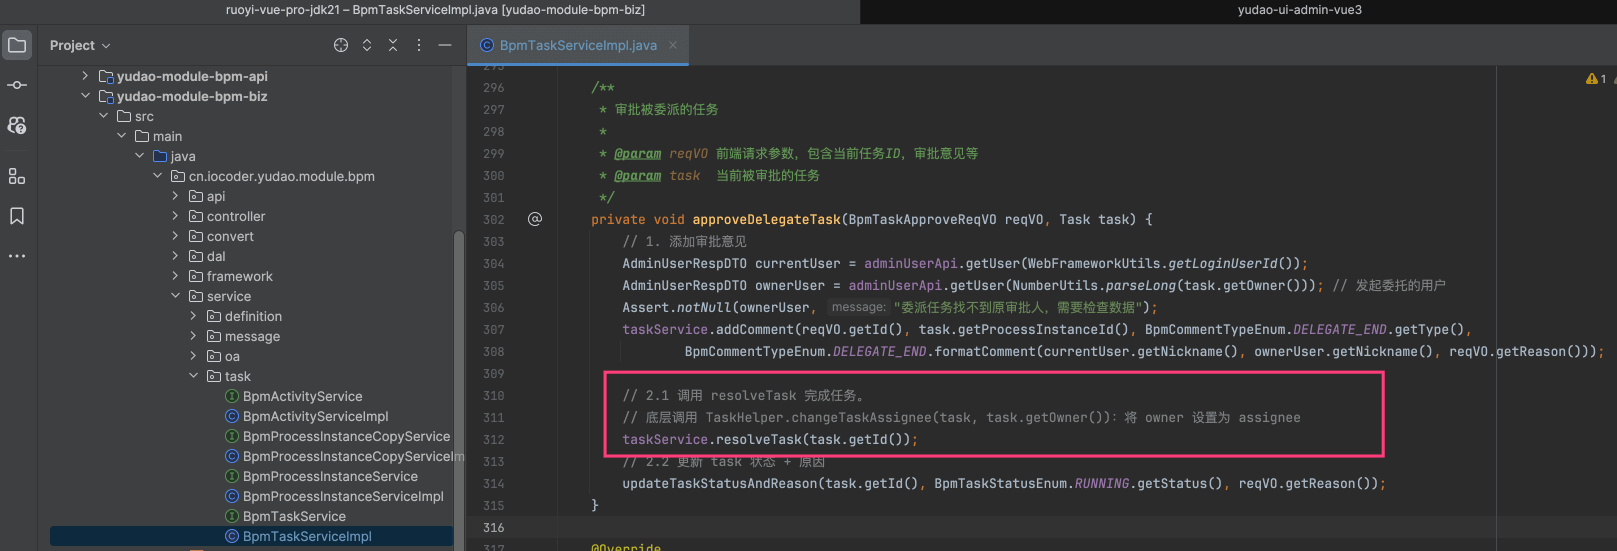 ruoyi-vue-pro-jdk21 – BpmTaskServiceImpl.java [yudao-module-bpm-biz]
yudao-ui-admin-vue3
Project
BpmTaskServiceImpl.java
1
yudao-module-bpm-api
yudao-module-bpm-biz
src
main
java
cn.iocoder.yudao.module.bpm
api
controller
convert
dal
framework
service
definition
message
oa
task
BpmActivityService
BpmActivityServiceImpl
BpmProcessInstanceCopyService
BpmProcessInstanceCopyServiceIm
BpmProcessInstanceService
BpmProcessInstanceServiceImpl
BpmTaskService
BpmTaskServiceImpl
295
296 /**
297 * 审批被委派的任务
298 *
299 * @param reqVO 前端请求参数，包含当前任务ID，审批意见等
300 * @param task 当前被审批的任务
301 */
302 private void approveDelegateTask(BpmTaskApproveReqVO reqVO, Task task) {
303 // 1. 添加审批意见
304 AdminUserRespDTO currentUser = adminUserApi.getUser(WebFrameworkUtils.getLoginUserId());
305 AdminUserRespDTO ownerUser = adminUserApi.getUser(NumberUtils.parseLong(task.getOwner())); // 发起委托的用户
306 Assert.notNull(ownerUser, message: "委派任务找不到原审批人，需要检查数据");
307 taskService.addComment(reqVO.getId(), task.getProcessInstanceId(), BpmCommentTypeEnum.DELEGATE_END.getType(),
308 BpmCommentTypeEnum.DELEGATE_END.formatComment(currentUser.getNickname(), ownerUser.getNickname(), reqVO.getReason()));
309
310 // 2.1 调用 resolveTask 完成任务。
311 // 底层调用 TaskHelper.changeTaskAssignee(task, task.getOwner())：将 owner 设置为 assignee
312 taskService.resolveTask(task.getId());
313 // 2.2 更新 task 状态 + 原因
314 updateTaskStatusAndReason(task.getId(), BpmTaskStatusEnum.RUNNING.getStatus(), reqVO.getReason());
315 }
316
317 @Override